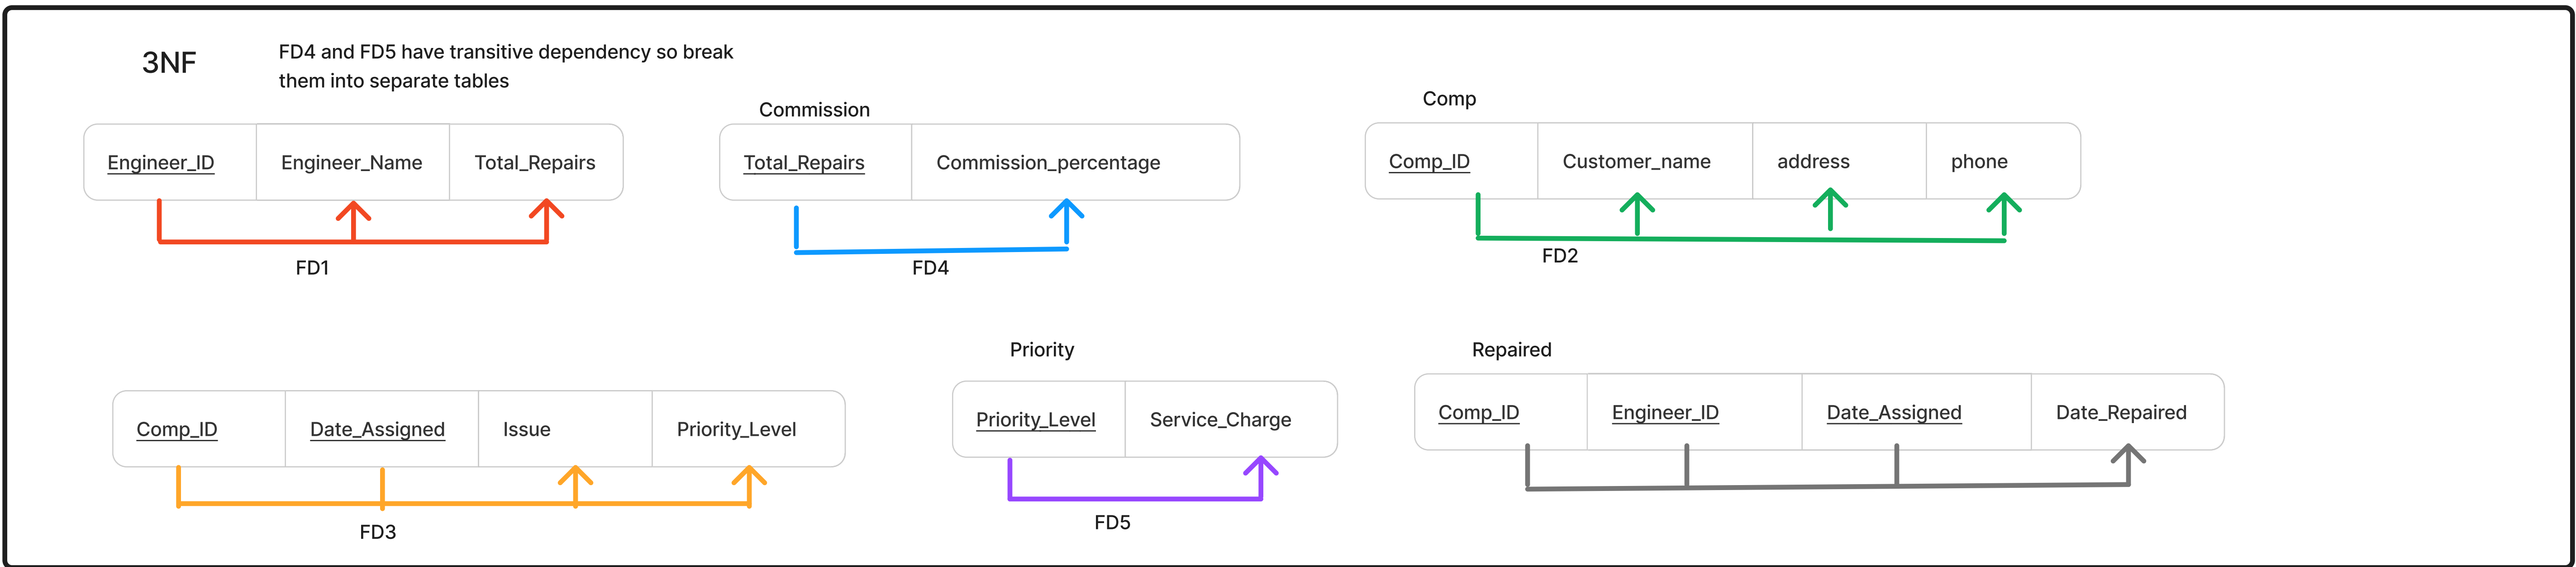 3NF
FD4 and FD5 have transitive dependency so break
them into separate tables
Engineer_ID Engineer_Name Total_Repairs
FD1
Commission
Total_Repairs Commission_percentage
FD4
Comp
Comp_ID Customer_name address phone
FD2
Comp_ID Date_Assigned Issue Priority_Level
FD3
Priority
Priority_Level Service_Charge
FD5
Repaired
Comp_ID Engineer_ID Date_Assigned Date_Repaired